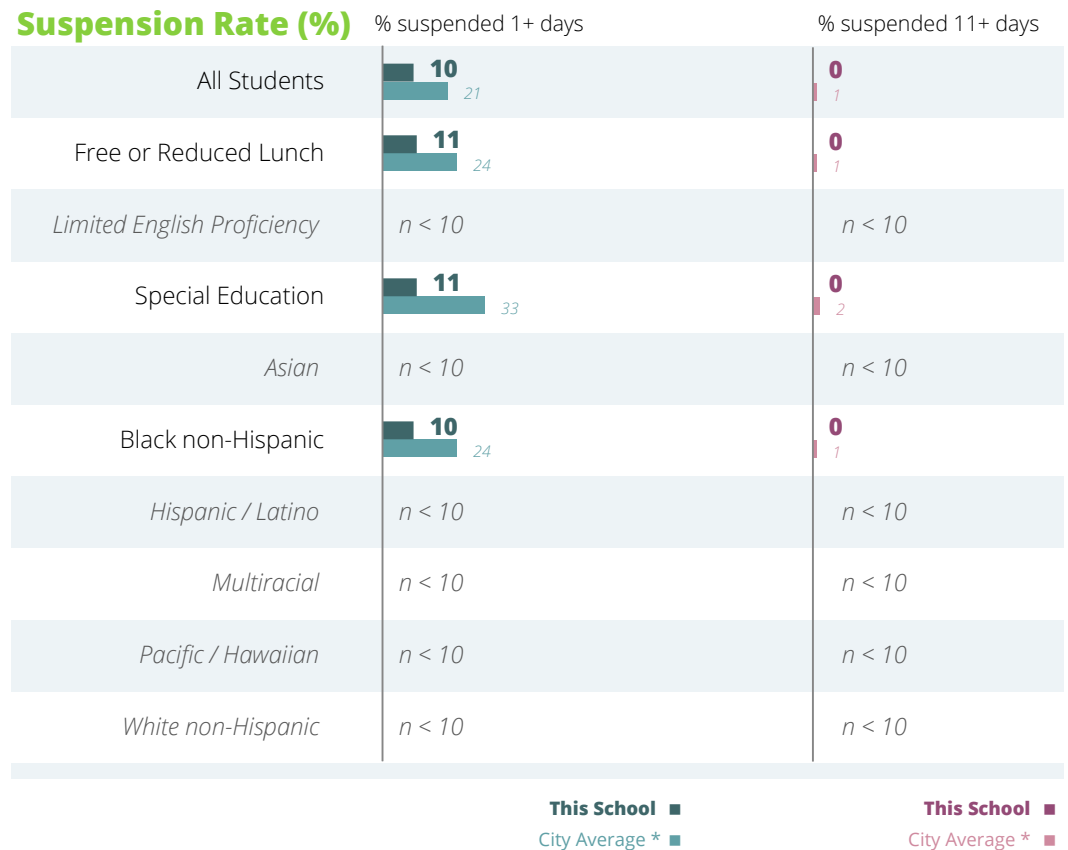 Suspension Rate (%) % suspended 1+ days % suspended 11+ days
All Students 10 21 0 1
Free or Reduced Lunch 11 24 0 1
Limited English Proficiency n < 10 n < 10
Special Education 11 33 0 2
Asian n < 10 n < 10
Black non-Hispanic 10 24 0 1
Hispanic / Latino n < 10 n < 10
Multiracial n < 10 n < 10
Pacific / Hawaiian n < 10 n < 10
White non-Hispanic n < 10 n < 10
This School This School
City Average * City Average *